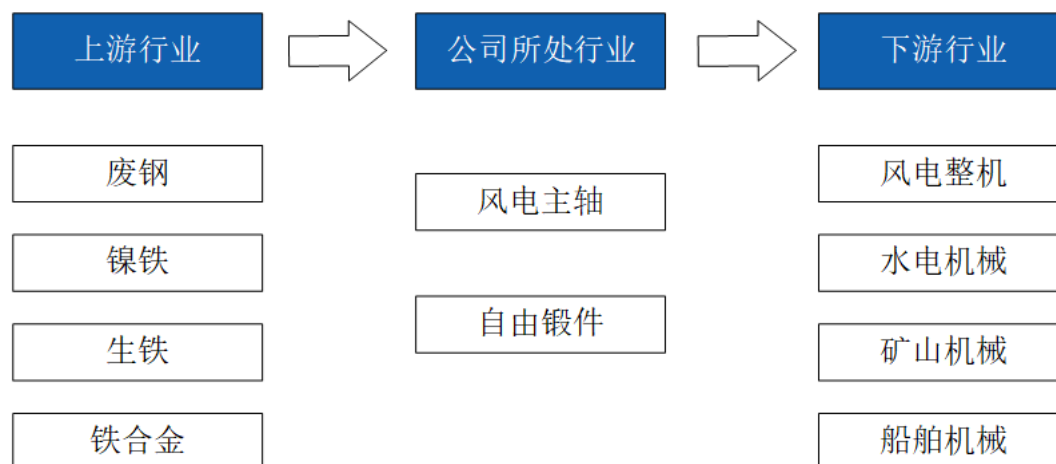 上游行业
公司所处行业
下游行业
废钢
风电整机
风电主轴
镍铁
水电机械
自由锻件
生铁
矿山机械
铁合金
船舶机械